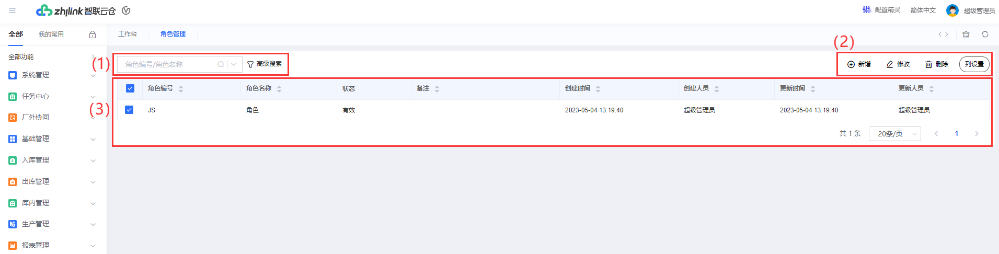 zhilink 智联云仓
配置精灵 简体中文 超级管理员
全部 我的常用
工作台 角色管理
全部功能
系统管理
任务中心
厂外协同
基础管理
入库管理
出库管理
库内管理
生产管理
报表管理
(1)
角色编号/角色名称 高级搜索
(2)
新增 修改 删除 列设置
(3)
角色编号 角色名称 状态 备注 创建时间 创建人员 更新时间 更新人员
JS 角色 有效 2023-05-04 13:19:40 超级管理员 2023-05-04 13:19:40 超级管理员
共 1 条 20条/页 1